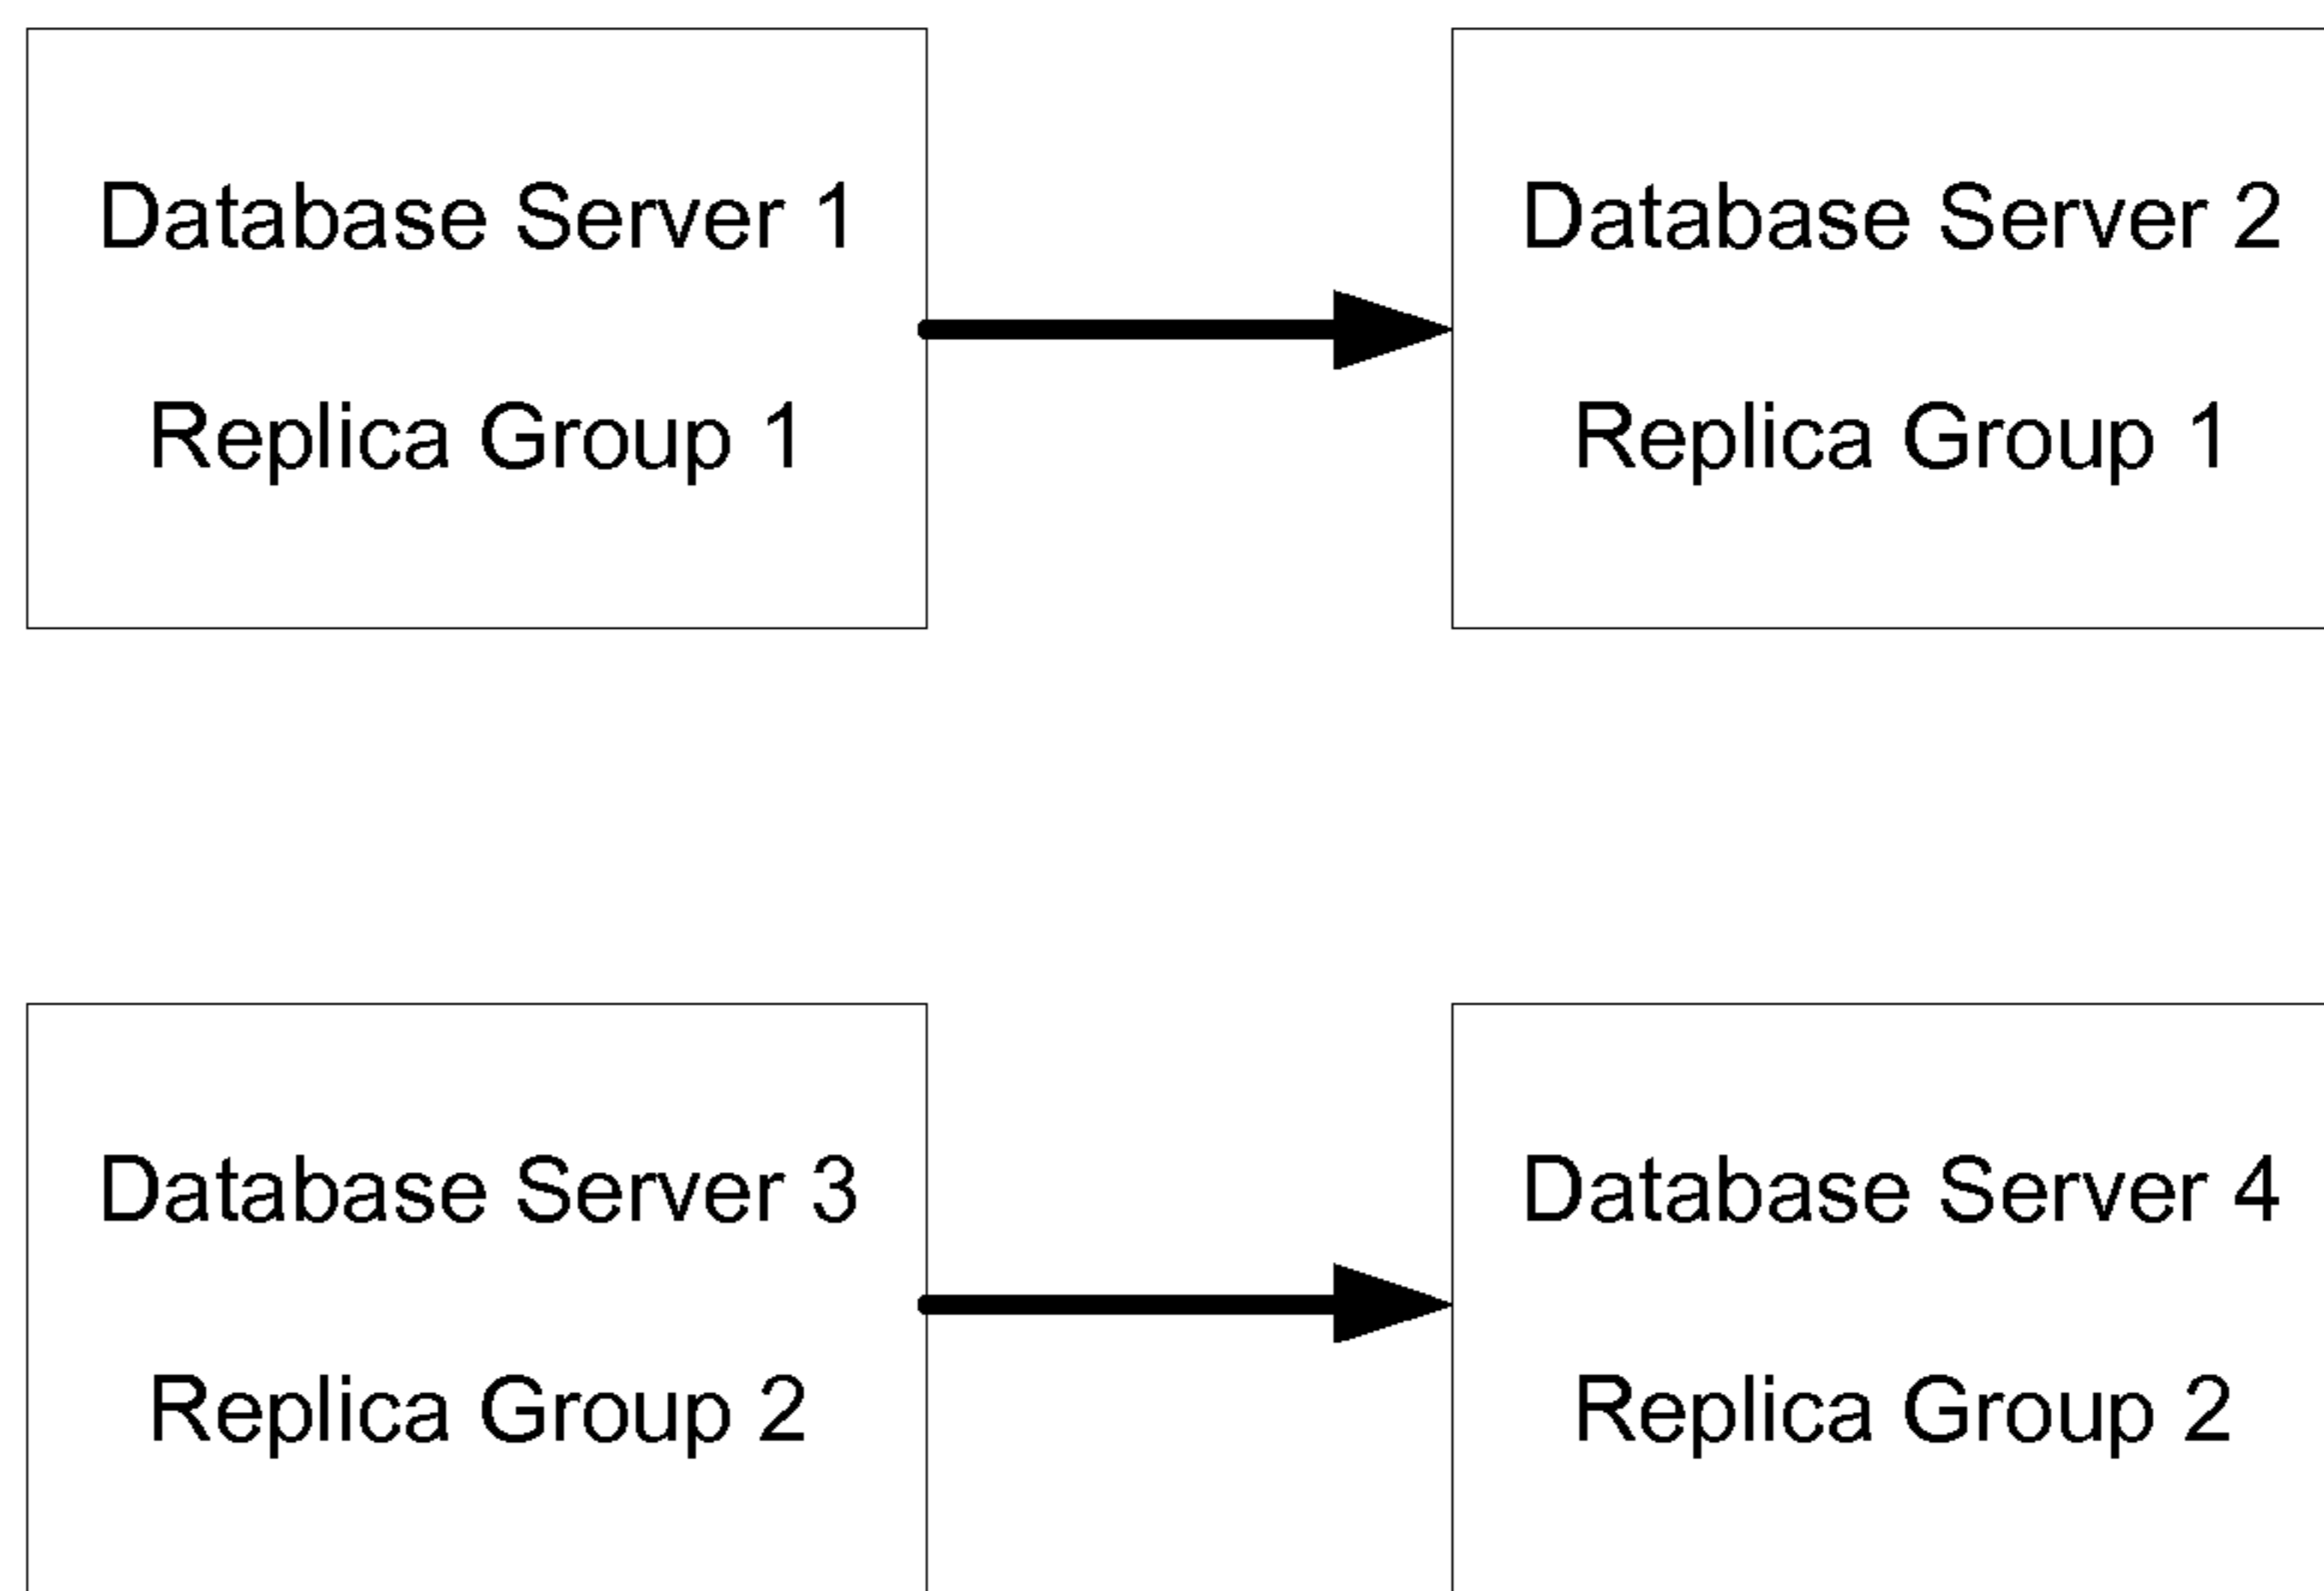 Database Server 1
Replica Group 1
Database Server 2
Replica Group 1
Database Server 3
Replica Group 2
Database Server 4
Replica Group 2